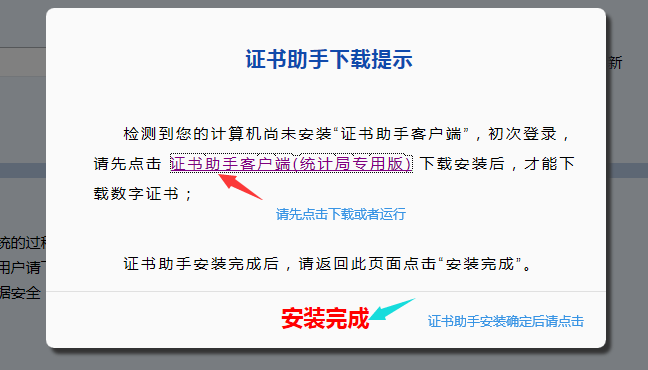 证书助手下载提示
新
检测到您的计算机尚未安装“证书助手客户端”，初次登录，
请先点击 证书助手客户端(统计局专用版) 下载安装后，才能下
载数字证书；
请先点击下载或者运行
统的过程
用户请下
据安全
证书助手安装完成后，请返回此页面点击“安装完成”。
安装完成
证书助手安装确定后请点击